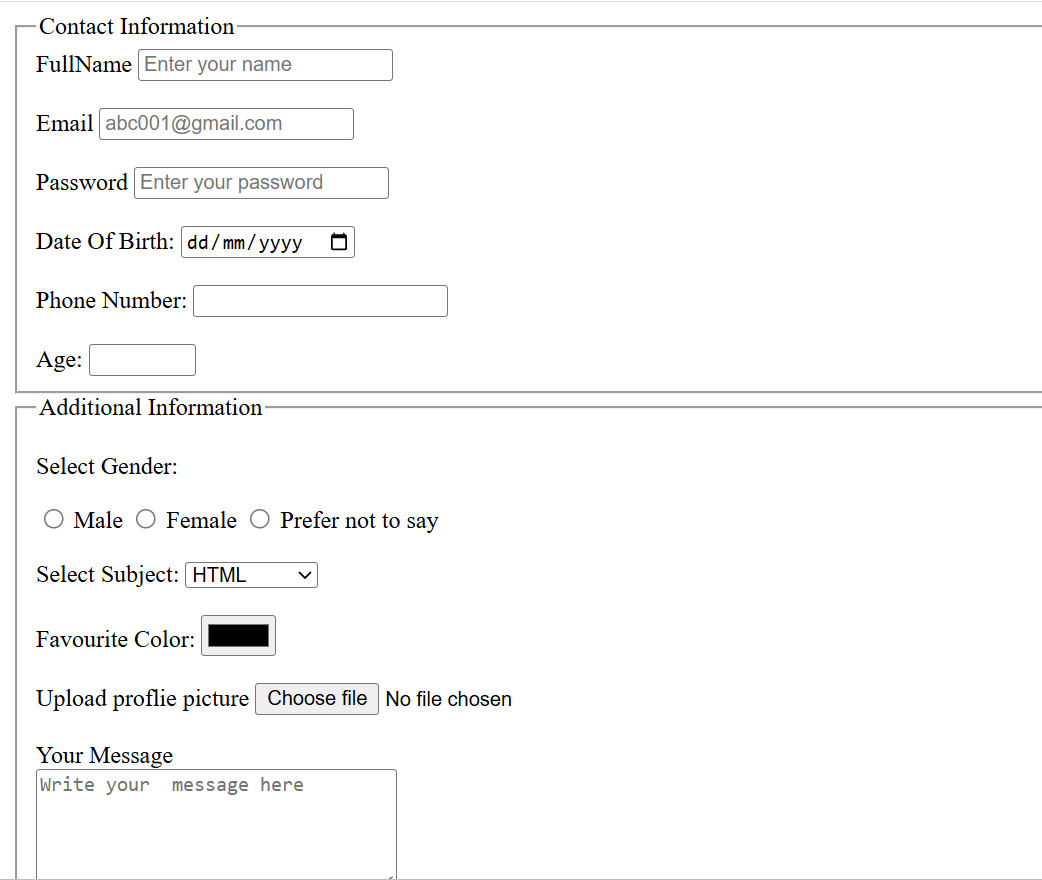 Contact Information
FullName Enter your name
Email abc001@gmail.com
Password Enter your password
Date Of Birth: dd/mm/yyyy
Phone Number:
Age:
Additional Information
Select Gender:
Male Female Prefer not to say
Select Subject: HTML
Favourite Color:
Upload proflie picture Choose file No file chosen
Your Message
Write your  message here